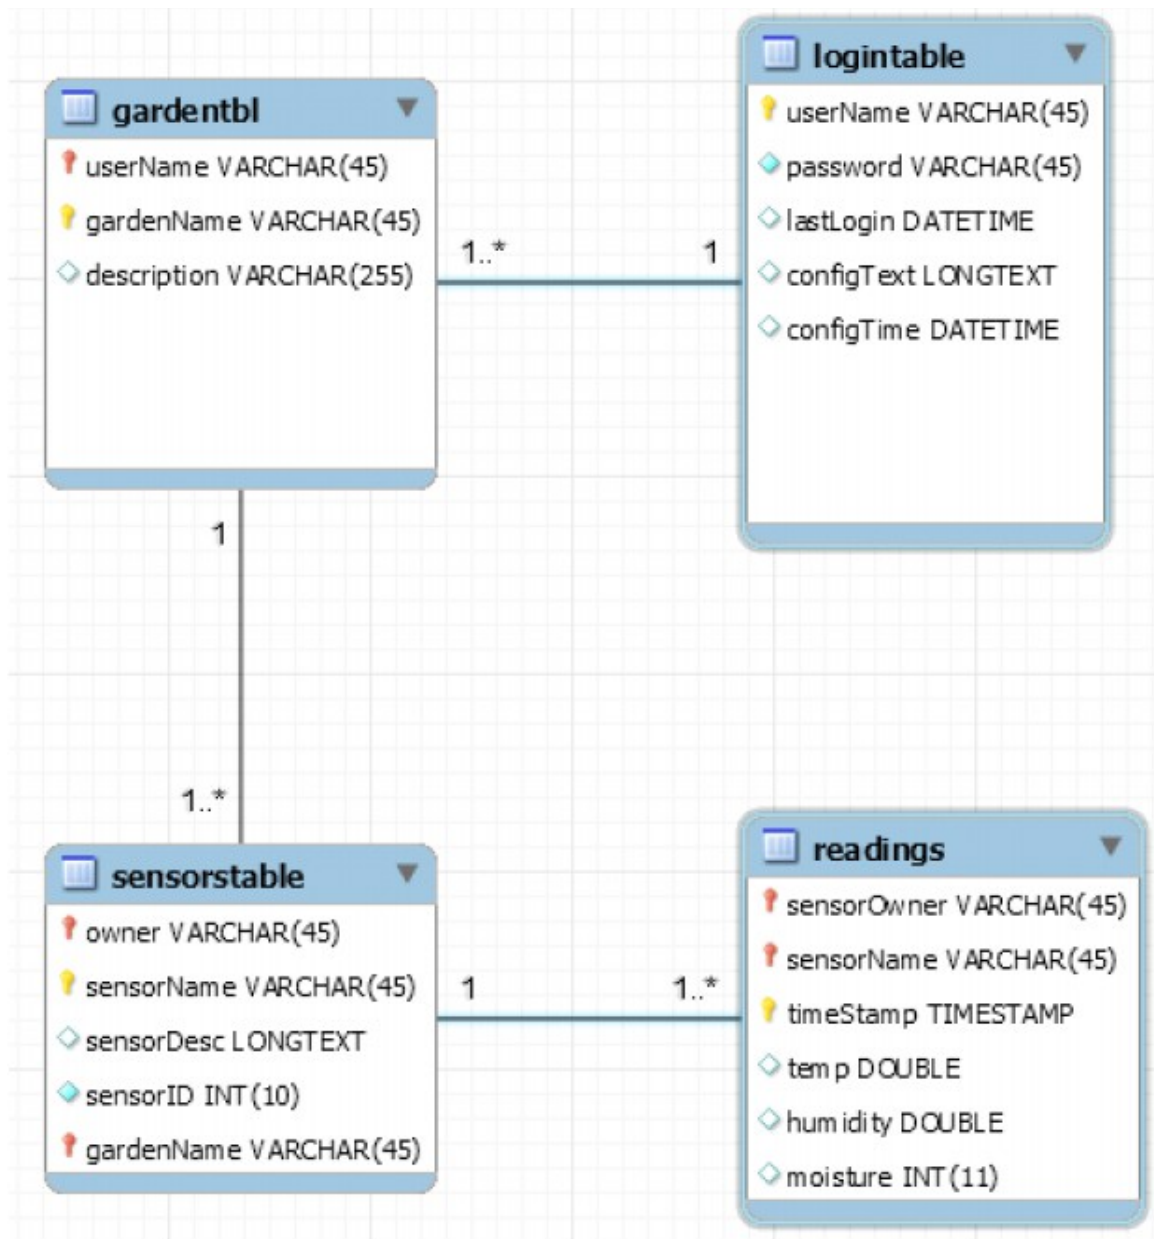 gardentbl
userName VARCHAR(45)
gardenName VARCHAR(45)
description VARCHAR(255)
1..*
1
logintable
userName VARCHAR(45)
password VARCHAR(45)
lastLogin DATETIME
configText LONGTEXT
configTime DATETIME
1
1..*
sensorstable
owner VARCHAR(45)
sensorName VARCHAR(45)
sensorDesc LONGTEXT
sensorID INT(10)
gardenName VARCHAR(45)
1
1..*
readings
sensorOwner VARCHAR(45)
sensorName VARCHAR(45)
timeStamp TIMESTAMP
temp DOUBLE
humidity DOUBLE
moisture INT(11)